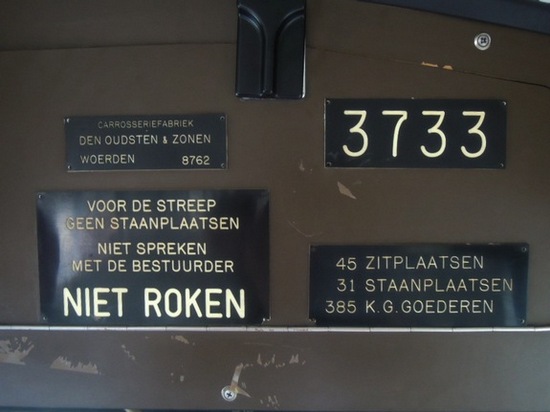 CARROSSERIEFABRIEK
DEN OUDSTEN & ZONEN
WOERDEN 8762
3733
VOOR DE STREEP
GEEN STAANPLAATSEN
NIET SPREKEN
MET DE BESTUURDER
NIET ROKEN
45 ZITPLAATSEN
31 STAANPLAATSEN
385 K.G. GOEDEREN